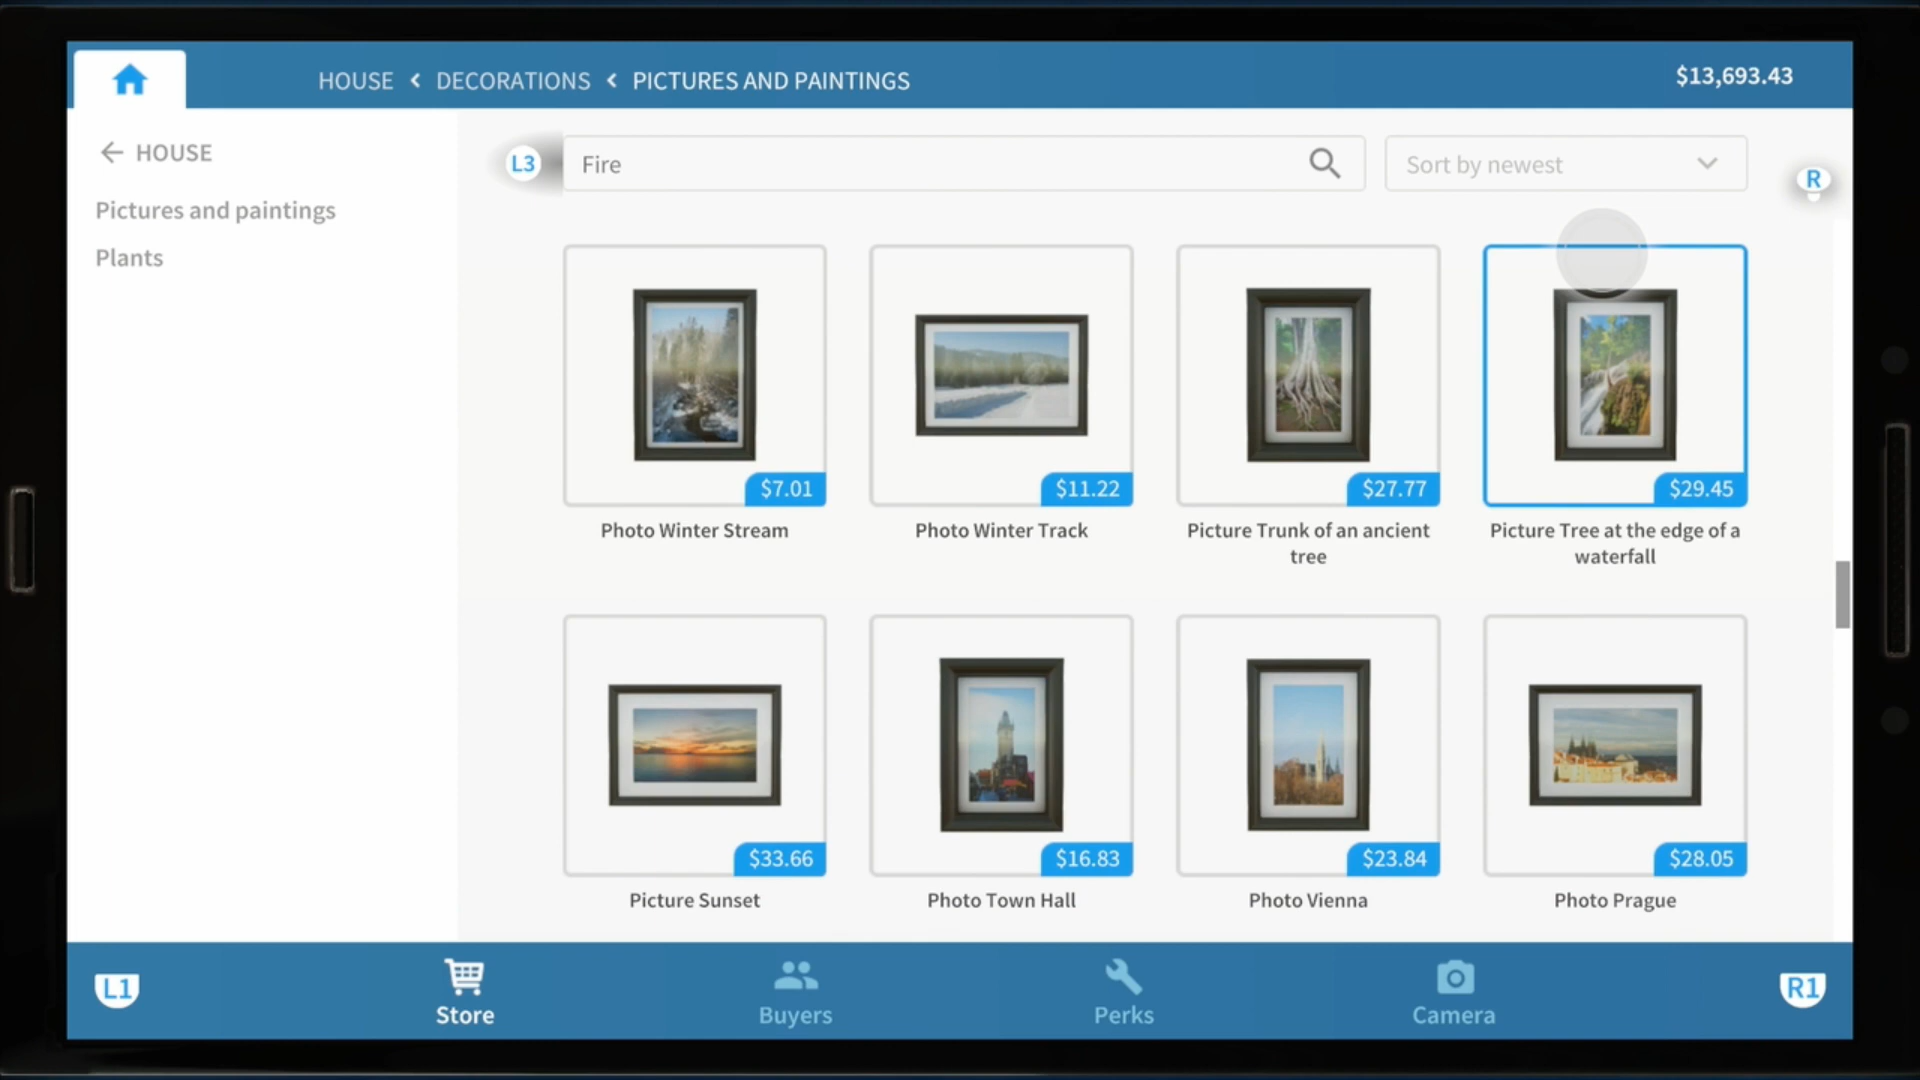 HOUSE < DECORATIONS < PICTURES AND PAINTINGS
$13,693.43
← HOUSE
Pictures and paintings
Plants
L3
Fire
Sort by newest
R
$7.01
$11.22
$27.77
$29.45
Photo Winter Stream
Photo Winter Track
Picture Trunk of an ancient
tree
Picture Tree at the edge of a
waterfall
$33.66
$16.83
$23.84
$28.05
Picture Sunset
Photo Town Hall
Photo Vienna
Photo Prague
L1
Store
Buyers
Perks
Camera
R1